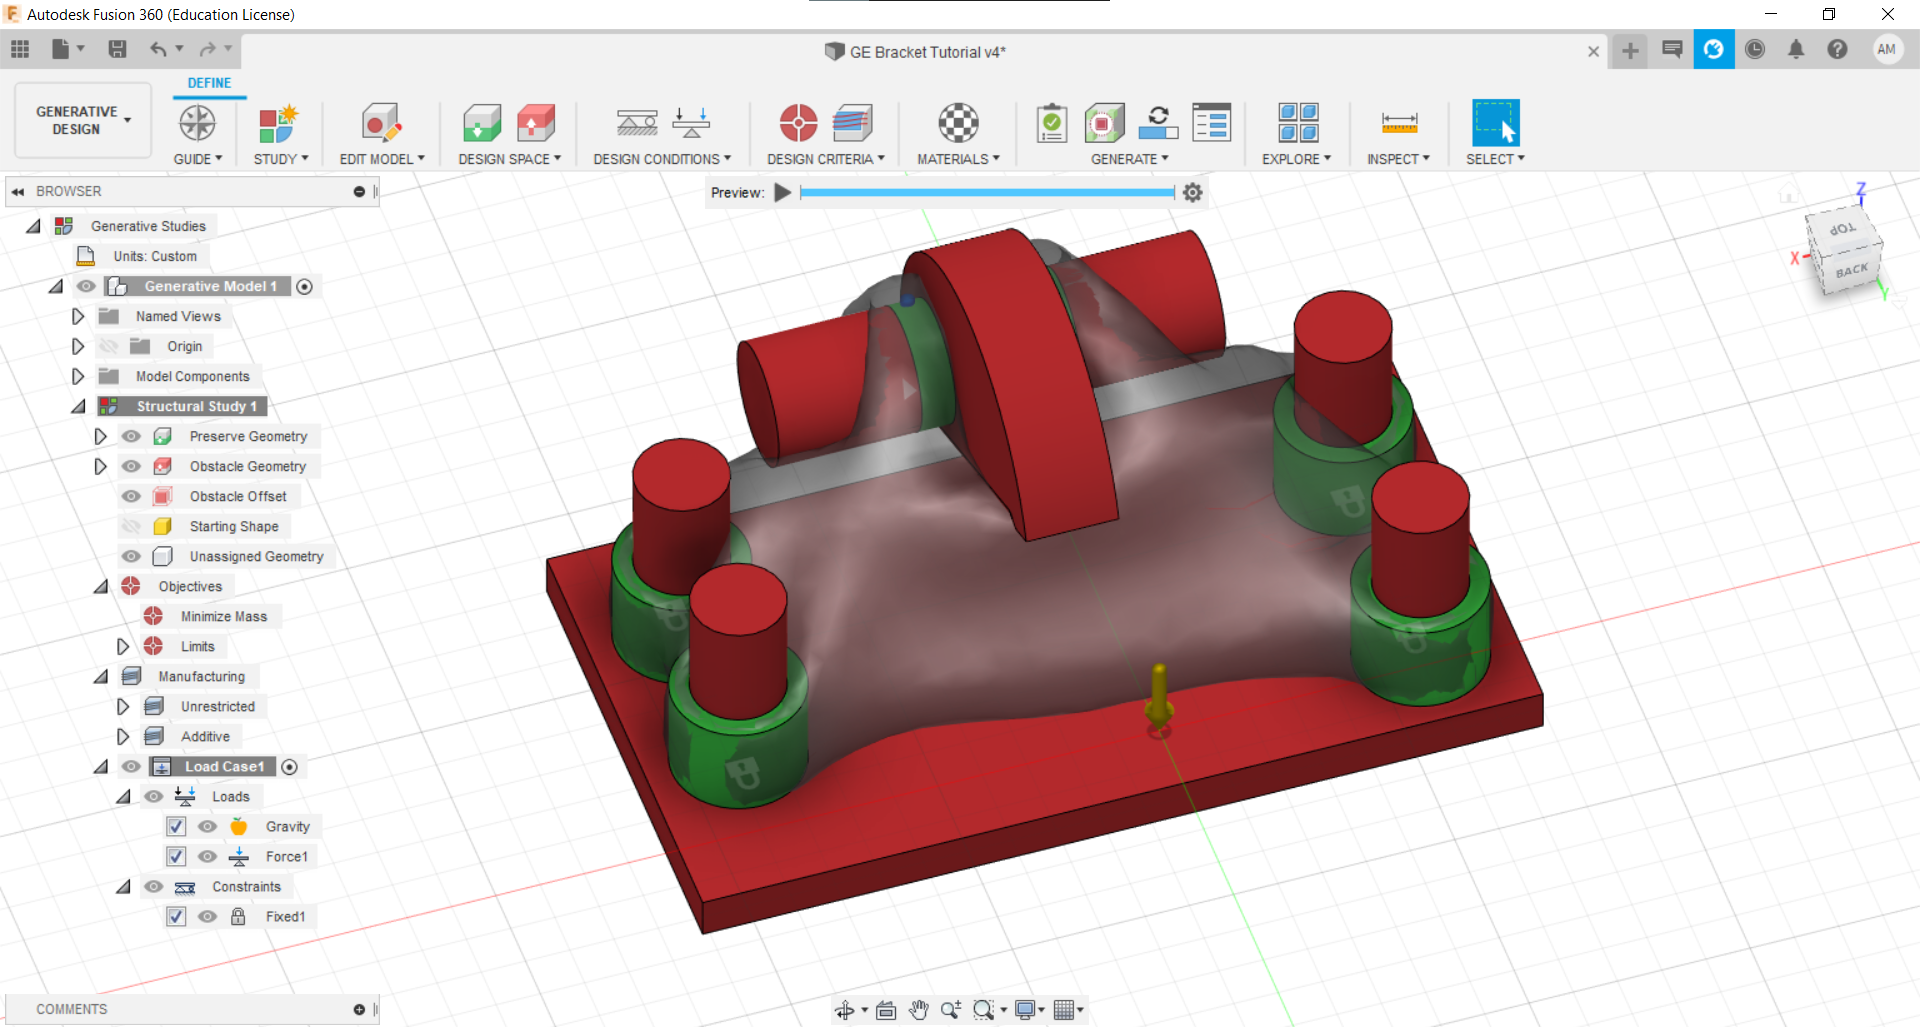 Autodesk Fusion 360 (Education License)
GE Bracket Tutorial v4*
AM
DEFINE
GENERATIVE
DESIGN
GUIDE
STUDY
EDIT MODEL
DESIGN SPACE
DESIGN CONDITIONS
DESIGN CRITERIA
MATERIALS
GENERATE
EXPLORE
INSPECT
SELECT
BROWSER
Preview:
Generative Studies
Units: Custom
Generative Model 1
Named Views
Origin
Model Components
Structural Study 1
Preserve Geometry
Obstacle Geometry
Obstacle Offset
Starting Shape
Unassigned Geometry
Objectives
Minimize Mass
Limits
Manufacturing
Unrestricted
Additive
Load Case1
Loads
Gravity
Force1
Constraints
Fixed1
Z
TOP
X
BACK
Y
COMMENTS